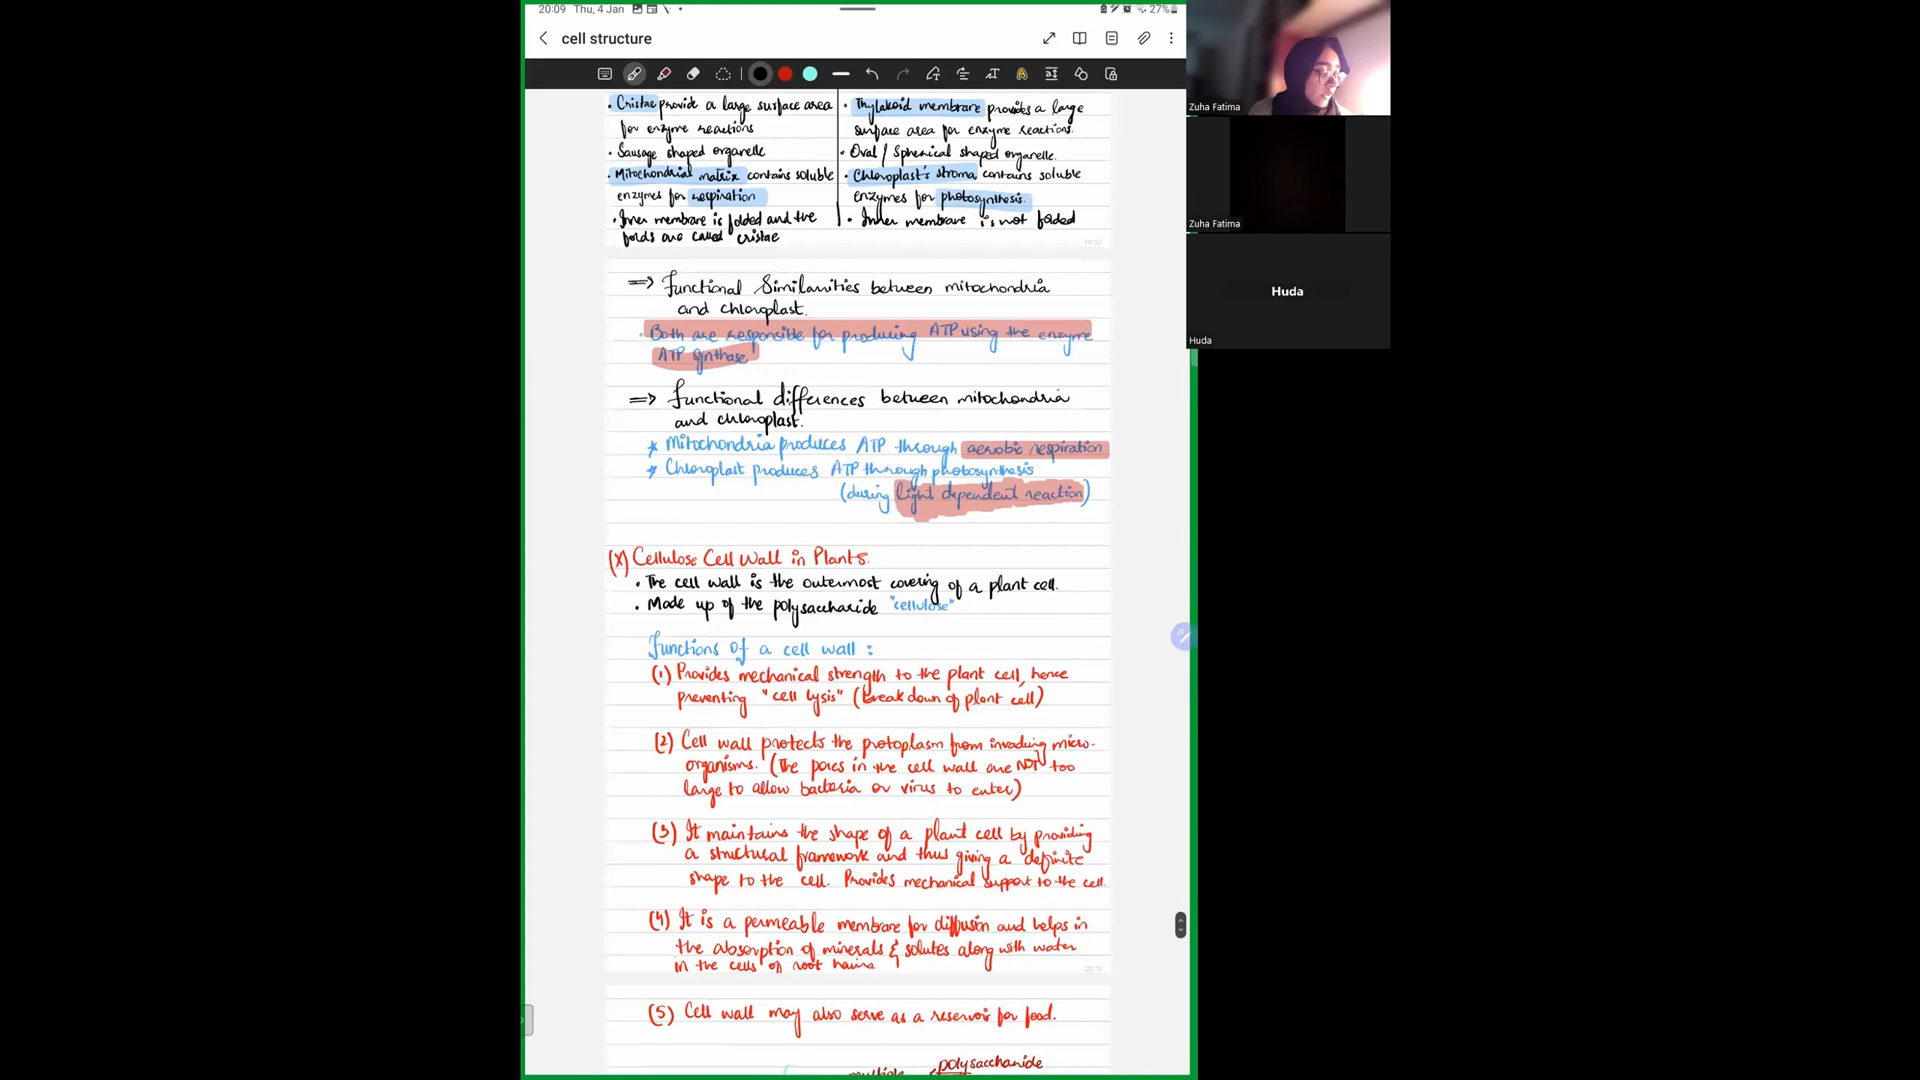 20:09 Thu, 4 Jan
27%
cell structure
• Cristae provide a large surface area
for enzyme reactions
• Sausage shaped organelle
• Mitochondrial matrix contains soluble
enzymes for respiration
• Inner membrane is folded and the
folds are called cristae
• Thylakoid membrane provides a large
surface area for enzyme reactions.
• Oval / Spherical shaped organelle.
• Chloroplast's stroma contains soluble
enzymes for photosynthesis.
• Inner membrane is not folded
=> Functional Similarities between mitochondria
and chloroplast.
• Both are responsible for producing ATP using the enzyme
ATP synthase
=> Functional differences between mitochondria
and chloroplast.
* Mitochondria produces ATP through aerobic respiration
* Chloroplast produces ATP through photosynthesis
(during light dependent reaction)
(X) Cellulose Cell Wall in Plants.
• The cell wall is the outermost covering of a plant cell.
• Made up of the polysaccharide "cellulose"
Functions of a cell wall :
(1) Provides mechanical strength to the plant cell, hence
preventing "cell lysis" (breakdown of plant cell)
(2) Cell wall protects the protoplasm from invading micro-
organisms. (The pores in the cell wall are NOT too
large to allow bacteria or virus to enter)
(3) It maintains the shape of a plant cell by providing
a structural framework and thus giving a definite
shape to the cell. Provides mechanical support to the cell.
(4) It is a permeable membrane for diffusion and helps in
the absorption of minerals & solutes along with water
in the cells of root hairs
(5) Cell wall may also serve as a reservoir for food.
polysaccharide
multiple
Zuha Fatima
Zuha Fatima
Huda
Huda